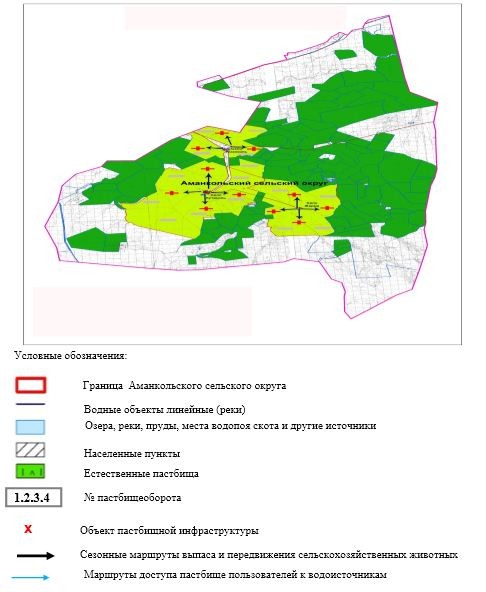 Аманкольский сельский округ
Условные обозначения:
Граница Аманкольского сельского округа
Водные объекты линейные (реки)
Озера, реки, пруды, места водопоя скота и другие источники
Населенные пункты
Естественные пастбища
1.2.3.4 № пастбищеоборота
X Объект пастбищной инфраструктуры
Сезонные маршруты выпаса и передвижения сельскохозяйственных животных
Маршруты доступа пастбище пользователей к водоисточникам